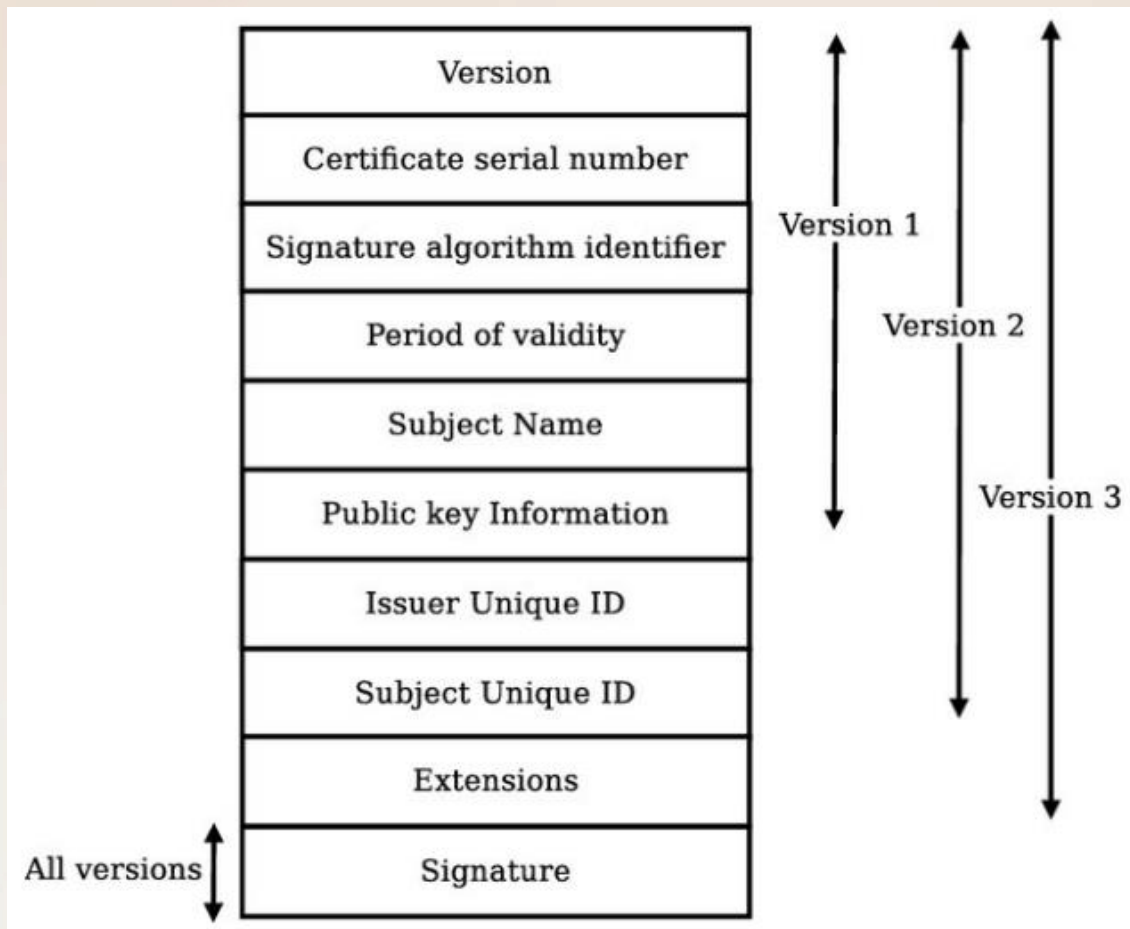 Version
Certificate serial number
Signature algorithm identifier
Period of validity
Subject Name
Public key Information
Issuer Unique ID
Subject Unique ID
Extensions
Signature
Version 1
Version 2
Version 3
All versions